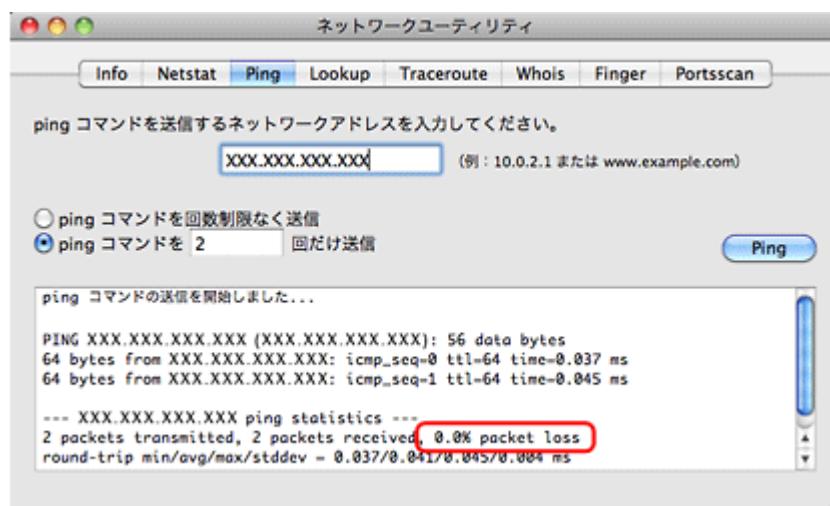 ネットワークユーティリティ
Info Netstat Ping Lookup Traceroute Whois Finger Portsscan
ping コマンドを送信するネットワークアドレスを入力してください。
XXX.XXX.XXX.XXX (例：10.0.2.1 または www.example.com)
ping コマンドを回数制限なく送信
ping コマンドを 2 回だけ送信
Ping
ping コマンドの送信を開始しました...
PING XXX.XXX.XXX.XXX (XXX.XXX.XXX.XXX): 56 data bytes
64 bytes from XXX.XXX.XXX.XXX: icmp_seq=0 ttl=64 time=0.037 ms
64 bytes from XXX.XXX.XXX.XXX: icmp_seq=1 ttl=64 time=0.045 ms
--- XXX.XXX.XXX.XXX ping statistics ---
2 packets transmitted, 2 packets received, 0.0% packet loss
round-trip min/avg/max/stddev = 0.037/0.041/0.045/0.004 ms